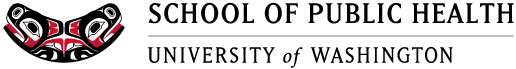 SCHOOL OF PUBLIC HEALTH
UNIVERSITY of WASHINGTON